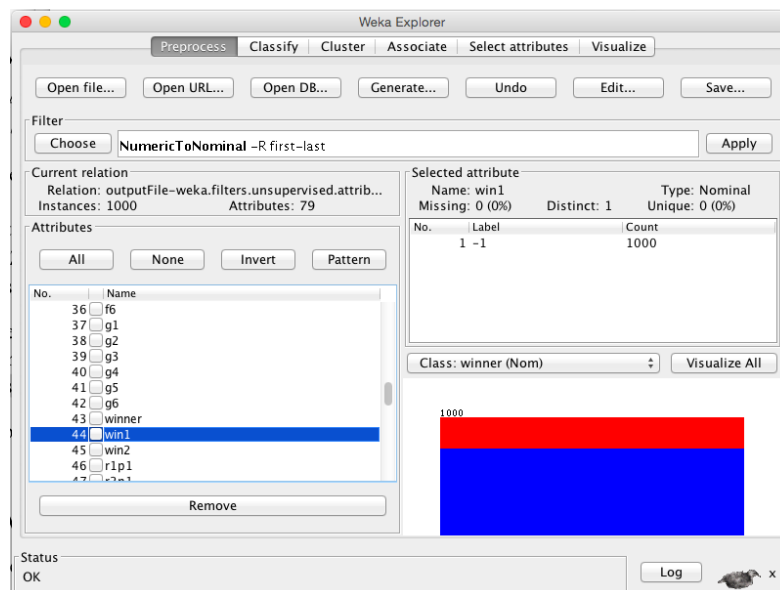 Weka Explorer
Preprocess Classify Cluster Associate Select attributes Visualize
Open file... Open URL... Open DB... Generate... Undo Edit... Save...
Filter
Choose NumericToNominal -R first-last Apply
Current relation
Relation: outputFile-weka.filters.unsupervised.attrib...
Instances: 1000 Attributes: 79
Attributes
All None Invert Pattern
No. Name
36 f6
37 g1
38 g2
39 g3
40 g4
41 g5
42 g6
43 winner
44 win1
45 win2
46 r1p1
Remove
Selected attribute
Name: win1 Type: Nominal
Missing: 0 (0%) Distinct: 1 Unique: 0 (0%)
No. Label Count
1 -1 1000
Class: winner (Nom) Visualize All
1000
Status
OK
Log x